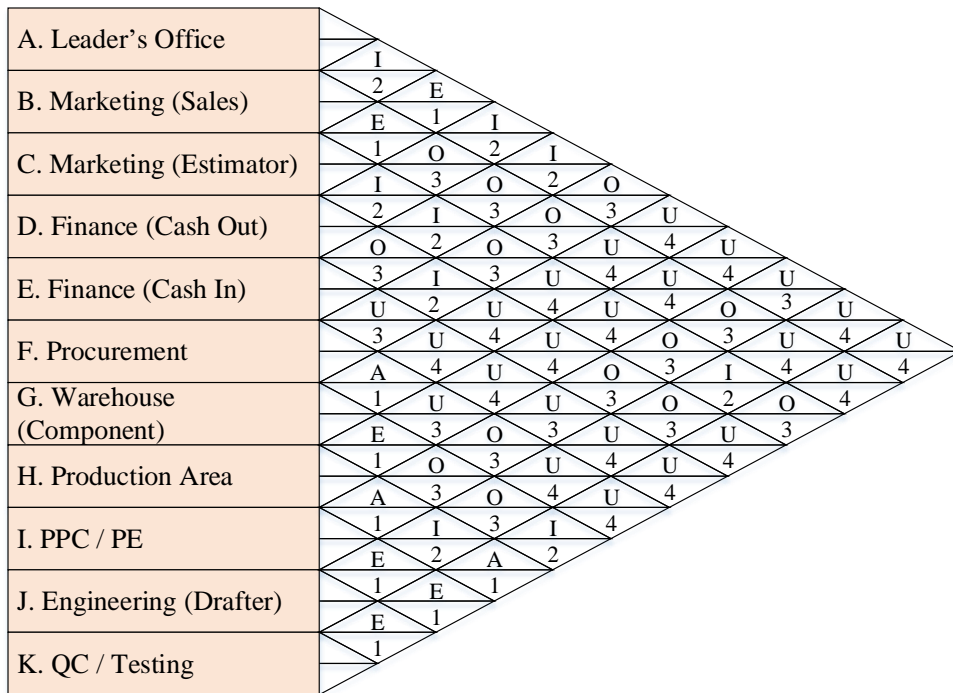 A. Leader's Office
I
2 E
B. Marketing (Sales)
E 1 I
1 O 2 I
C. Marketing (Estimator)
I 3 O 2 O
2 I 3 O 3 U
D. Finance (Cash Out)
O 2 O 3 U 4 U
3 I 3 U 4 U 4 U
E. Finance (Cash In)
U 2 U 4 U 4 O 3 U
3 U 4 U 4 O 3 U 4 U
F. Procurement
A 4 U 4 O 3 I 4 U 4
1 U 4 U 3 O 2 O 4
G. Warehouse
(Component)
E 3 O 3 U 3 U 3
1 O 3 U 4 U 4
H. Production Area
A 3 O 4 U 4
1 I 3 I 4
I. PPC / PE
E 2 A 2
1 E 1
J. Engineering (Drafter)
E 1
1
K. QC / Testing